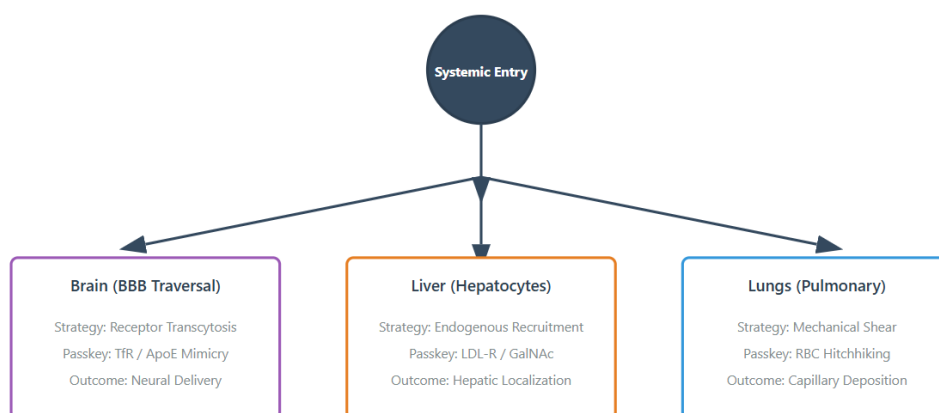 Systemic Entry
Brain (BBB Traversal)
Strategy: Receptor Transcytosis
Passkey: TfR / ApoE Mimicry
Outcome: Neural Delivery
Liver (Hepatocytes)
Strategy: Endogenous Recruitment
Passkey: LDL-R / GalNAc
Outcome: Hepatic Localization
Lungs (Pulmonary)
Strategy: Mechanical Shear
Passkey: RBC Hitchhiking
Outcome: Capillary Deposition